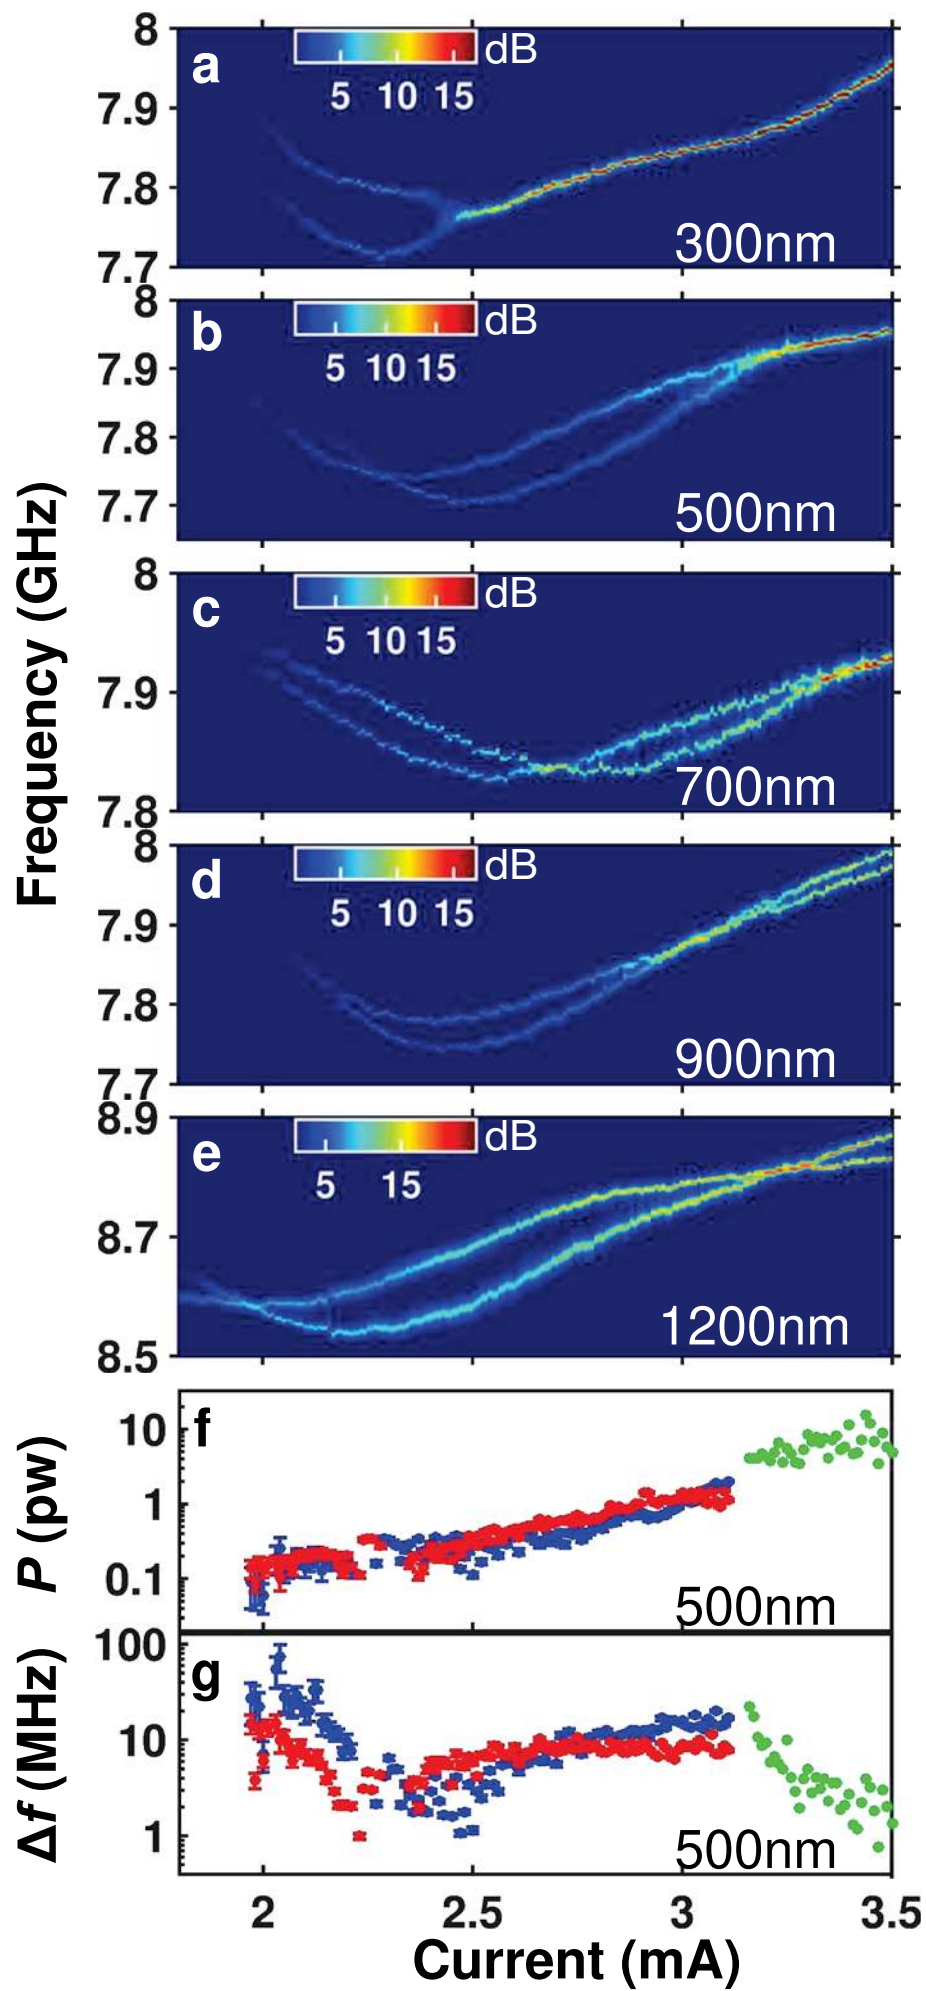 8
a
dB
5 10 15
7.9
7.8
7.7
300nm
8
b
dB
5 10 15
7.9
7.8
7.7
500nm
8
c
dB
5 10 15
7.9
7.8
700nm
8
d
dB
5 10 15
7.9
7.8
7.7
900nm
8.9
e
dB
5 15
8.7
8.5
1200nm
Frequency (GHz)
f
10
1
0.1
P (pw)
500nm
g
100
10
1
Δf (MHz)
500nm
2 2.5 3 3.5
Current (mA)